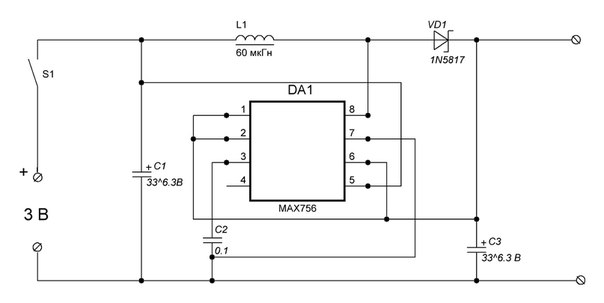 L1
VD1
60 мкГн
1N5817
S1
DA1
1
8
2
7
3
6
4
5
+
C1
33^6.3В
MAX756
+
3 В
C2
0.1
+
C3
33^6.3 В